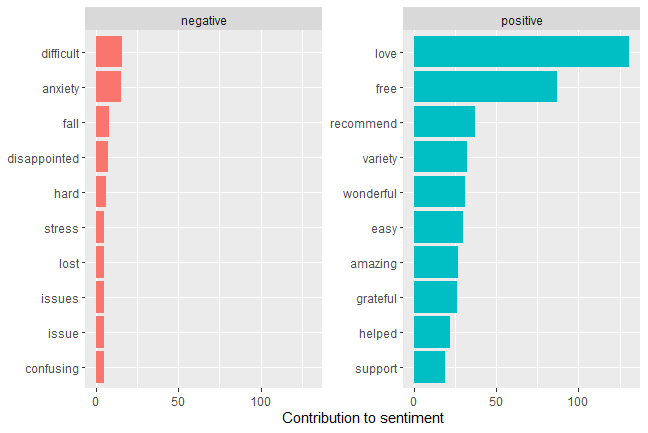 negative
difficult
anxiety
fall
disappointed
hard
stress
lost
issues
issue
confusing
0 50 100
positive
love
free
recommend
variety
wonderful
easy
amazing
grateful
helped
support
0 50 100
Contribution to sentiment